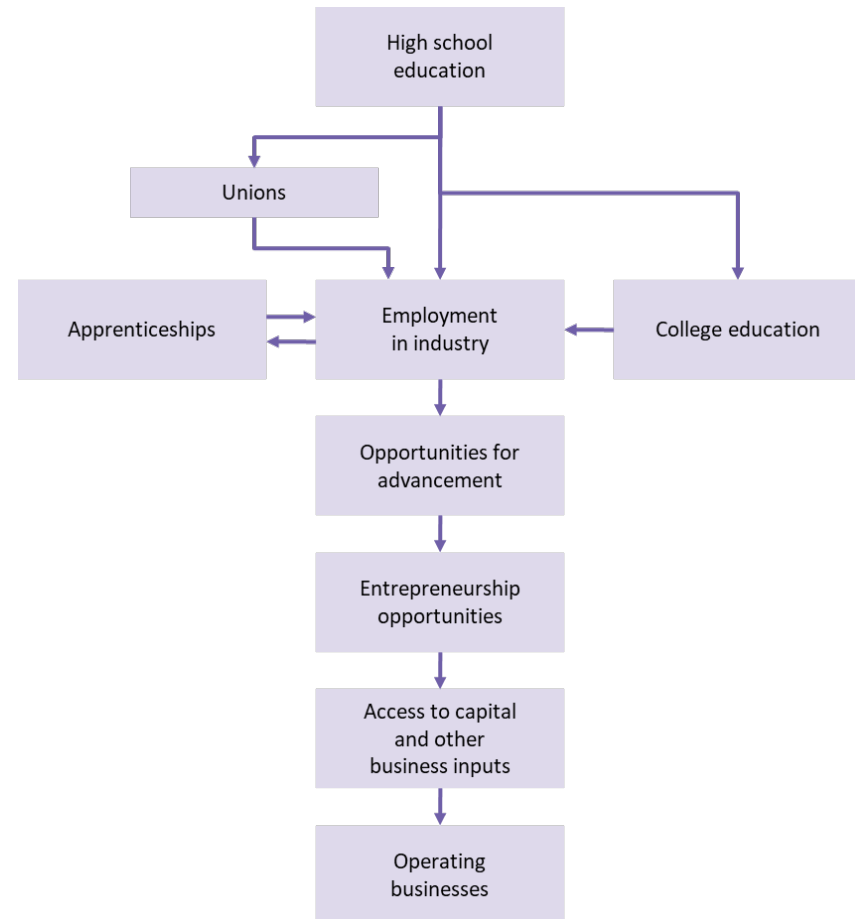 High school
education
Unions
Apprenticeships
Employment
in industry
College education
Opportunities for
advancement
Entrepreneurship
opportunities
Access to capital
and other
business inputs
Operating
businesses